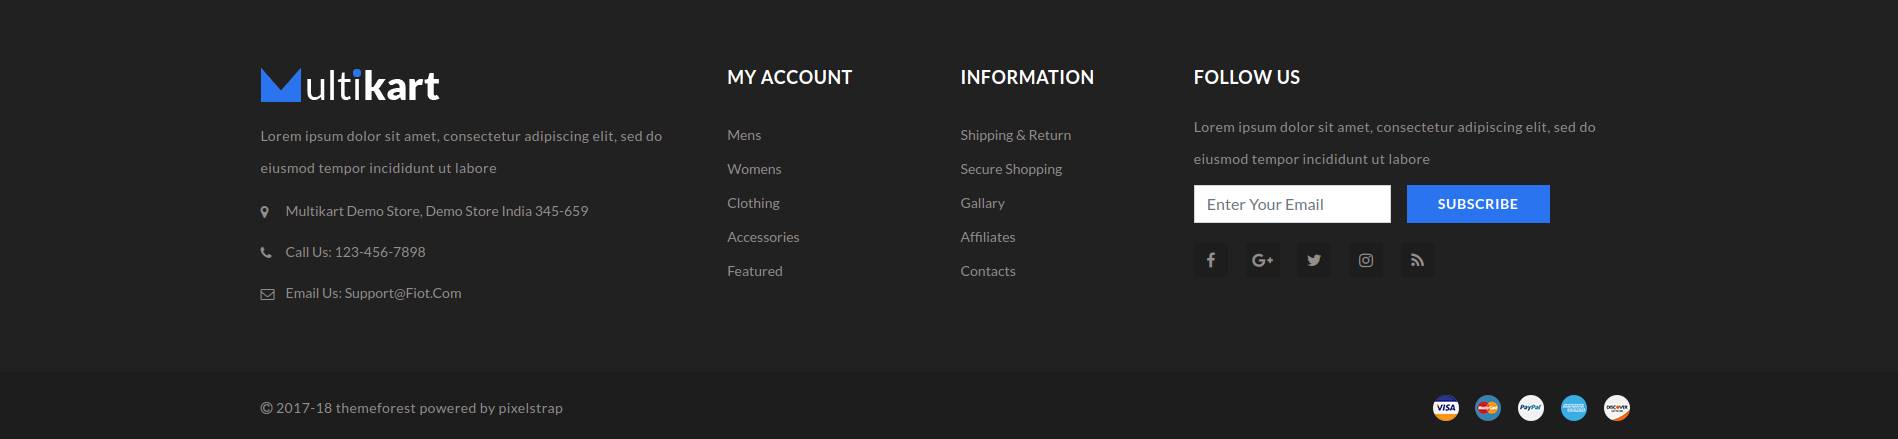 Multikart
Lorem ipsum dolor sit amet, consectetur adipiscing elit, sed do
eiusmod tempor incididunt ut labore
Multikart Demo Store, Demo Store India 345-659
Call Us: 123-456-7898
Email Us: Support@Fiot.Com
MY ACCOUNT
Mens
Womens
Clothing
Accessories
Featured
INFORMATION
Shipping & Return
Secure Shopping
Gallary
Affiliates
Contacts
FOLLOW US
Lorem ipsum dolor sit amet, consectetur adipiscing elit, sed do
eiusmod tempor incididunt ut labore
Enter Your Email
SUBSCRIBE
© 2017-18 themeforest powered by pixelstrap
VISA
MasterCard
PayPal
DISCOVER